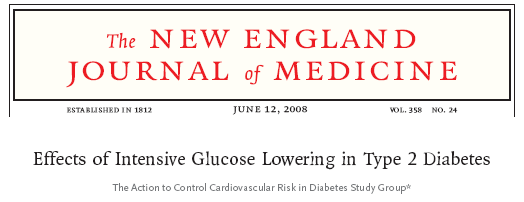 The NEW ENGLAND
JOURNAL of MEDICINE
ESTABLISHED IN 1812 JUNE 12, 2008 VOL. 358 NO. 24
Effects of Intensive Glucose Lowering in Type 2 Diabetes
The Action to Control Cardiovascular Risk in Diabetes Study Group*